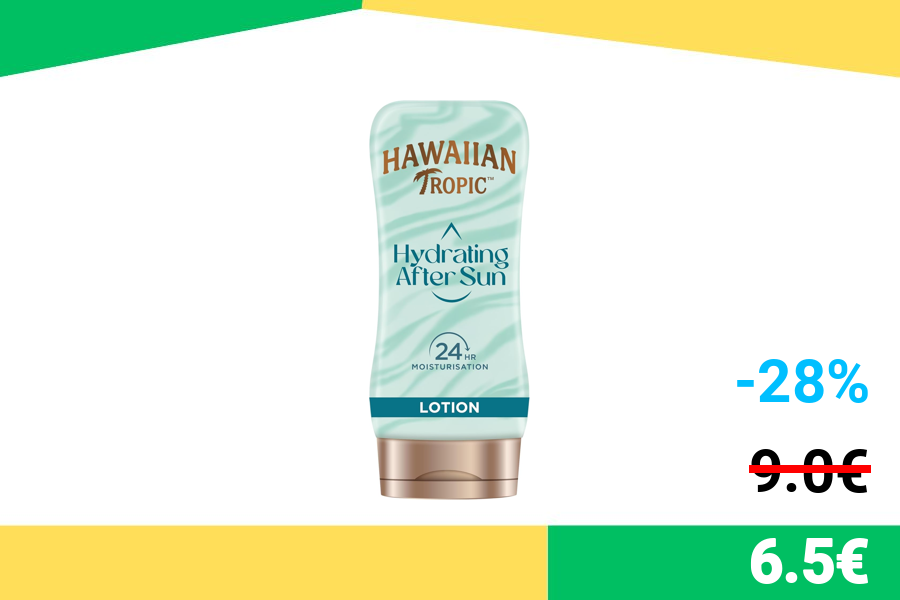 HAWAIIAN
TROPIC™
Hydrating
After Sun
24 HR
MOISTURISATION
LOTION
-28%
9.0€
6.5€